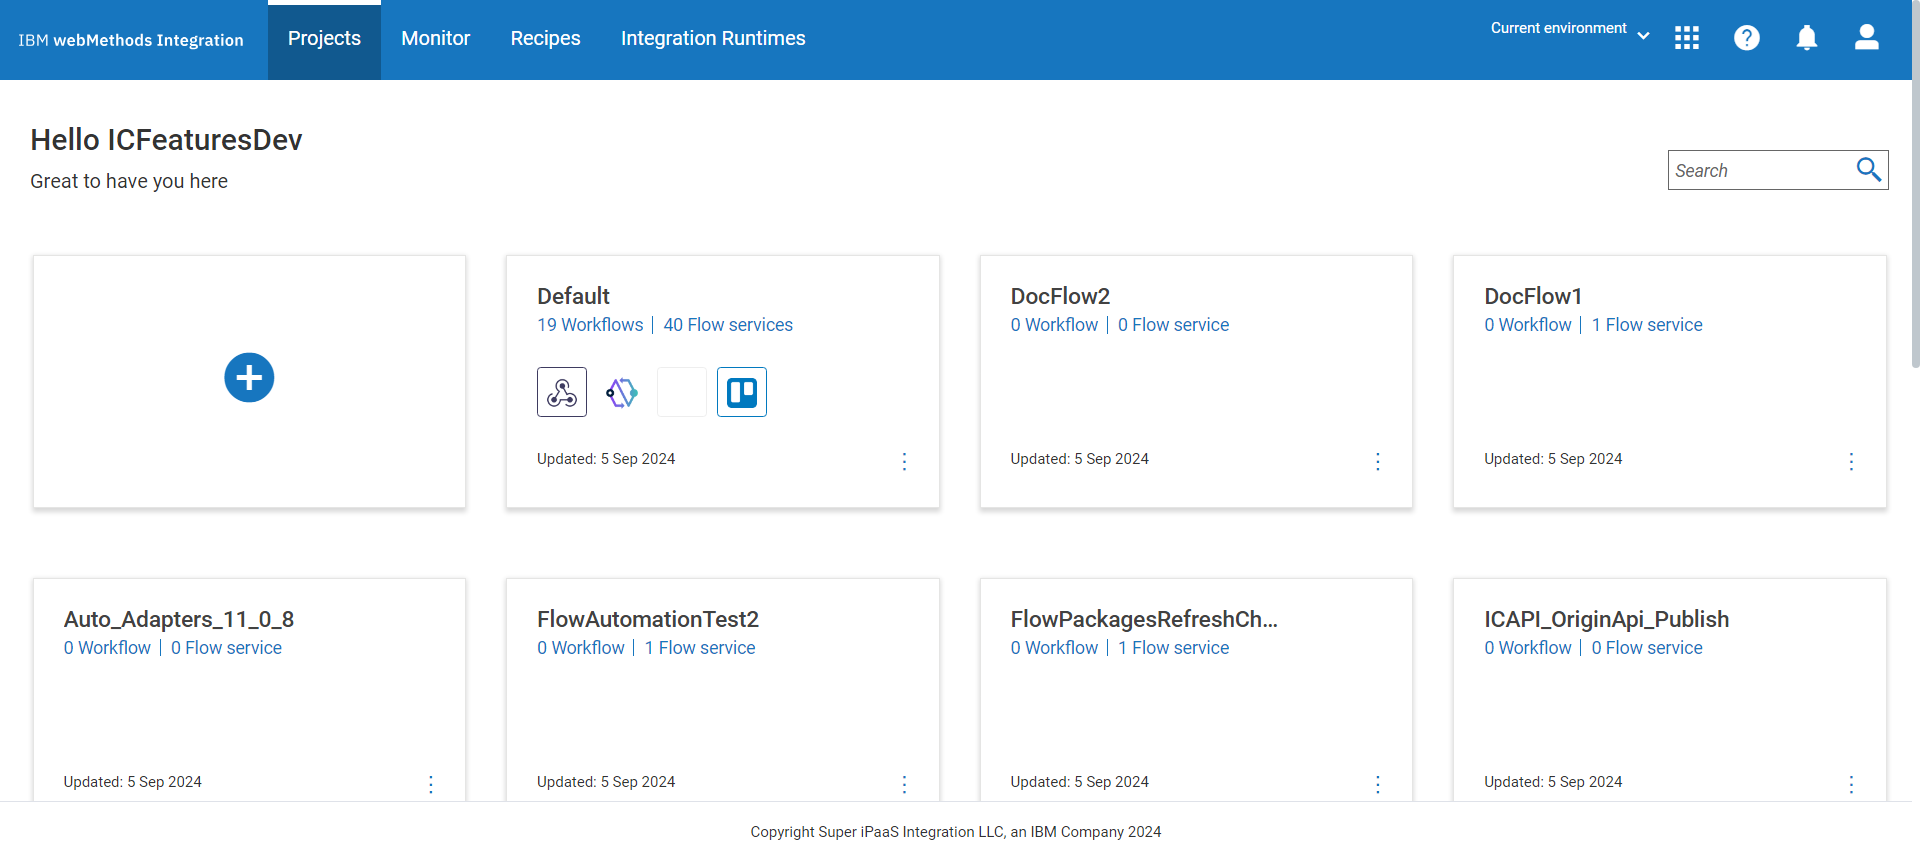 IBM webMethods Integration
Projects
Monitor
Recipes
Integration Runtimes
Current environment
Hello ICFeaturesDev
Great to have you here
Search
Default
19 Workflows | 40 Flow services
Updated: 5 Sep 2024
DocFlow2
0 Workflow | 0 Flow service
Updated: 5 Sep 2024
DocFlow1
0 Workflow | 1 Flow service
Updated: 5 Sep 2024
Auto_Adapters_11_0_8
0 Workflow | 0 Flow service
Updated: 5 Sep 2024
FlowAutomationTest2
0 Workflow | 1 Flow service
Updated: 5 Sep 2024
FlowPackagesRefreshCh...
0 Workflow | 1 Flow service
Updated: 5 Sep 2024
ICAPI_OriginApi_Publish
0 Workflow | 0 Flow service
Updated: 5 Sep 2024
Copyright Super iPaaS Integration LLC, an IBM Company 2024